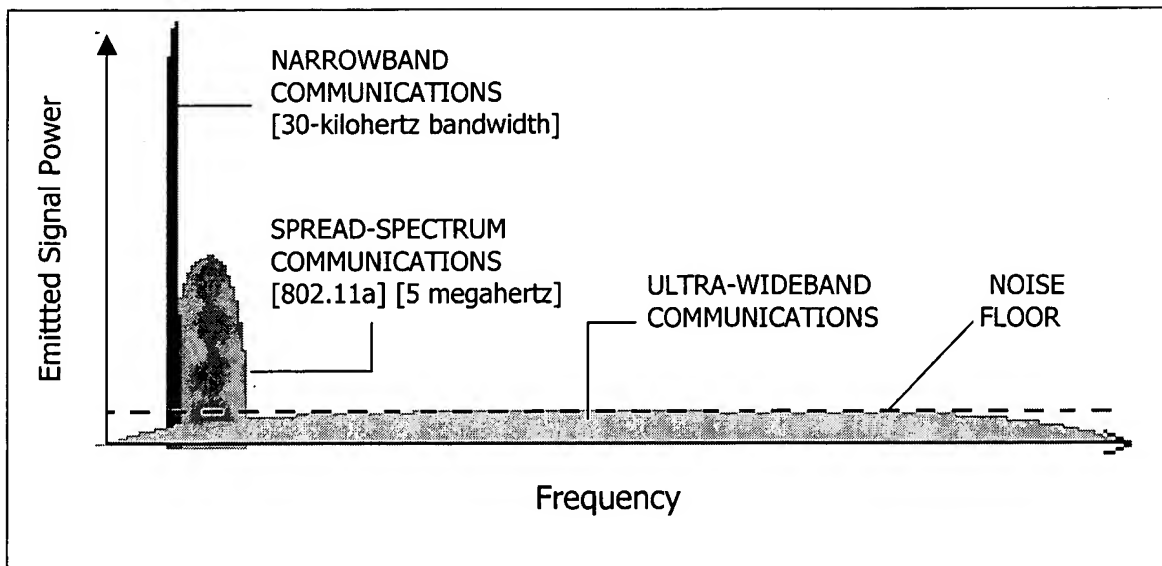 NARROWBAND
COMMUNICATIONS
[30-kilohertz bandwidth]
SPREAD-SPECTRUM
COMMUNICATIONS
[802.11a] [5 megahertz]
ULTRA-WIDEBAND
COMMUNICATIONS
NOISE
FLOOR
Emittted Signal Power
Frequency